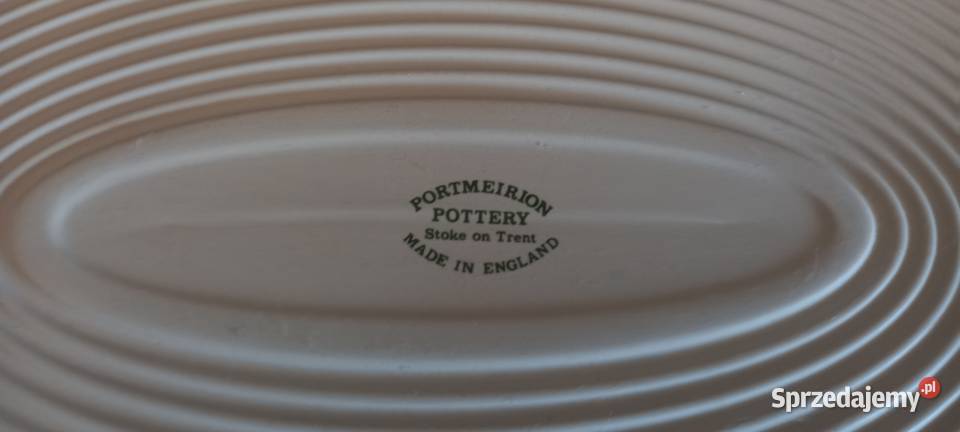 PORTMEIRION
POTTERY
Stoke on Trent
MADE IN ENGLAND
Sprzedajemy.pl